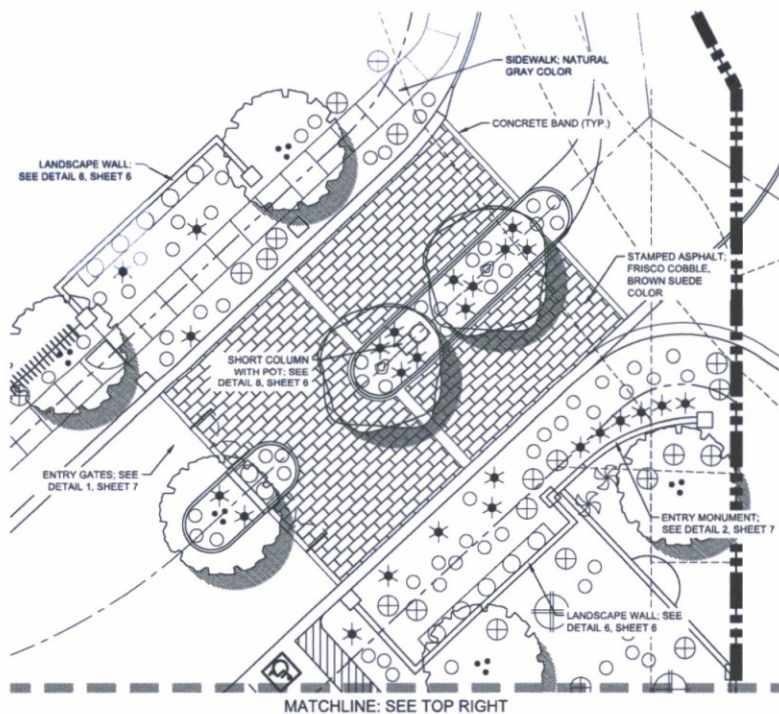 SIDEWALK; NATURAL
GRAY COLOR
CONCRETE BAND (TYP.)
LANDSCAPE WALL;
SEE DETAIL 6, SHEET 6
STAMPED ASPHALT;
FRISCO COBBLE,
BROWN SUEDE
COLOR
SHORT COLUMN
WITH POT; SEE
DETAIL 8, SHEET 6
ENTRY GATES; SEE
DETAIL 1, SHEET 7
ENTRY MONUMENT;
SEE DETAIL 2, SHEET 7
LANDSCAPE WALL; SEE
DETAIL 6, SHEET 6
MATCHLINE: SEE TOP RIGHT